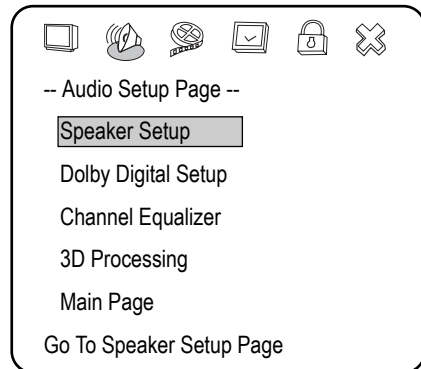 -- Audio Setup Page --
Speaker Setup
Dolby Digital Setup
Channel Equalizer
3D Processing
Main Page
Go To Speaker Setup Page